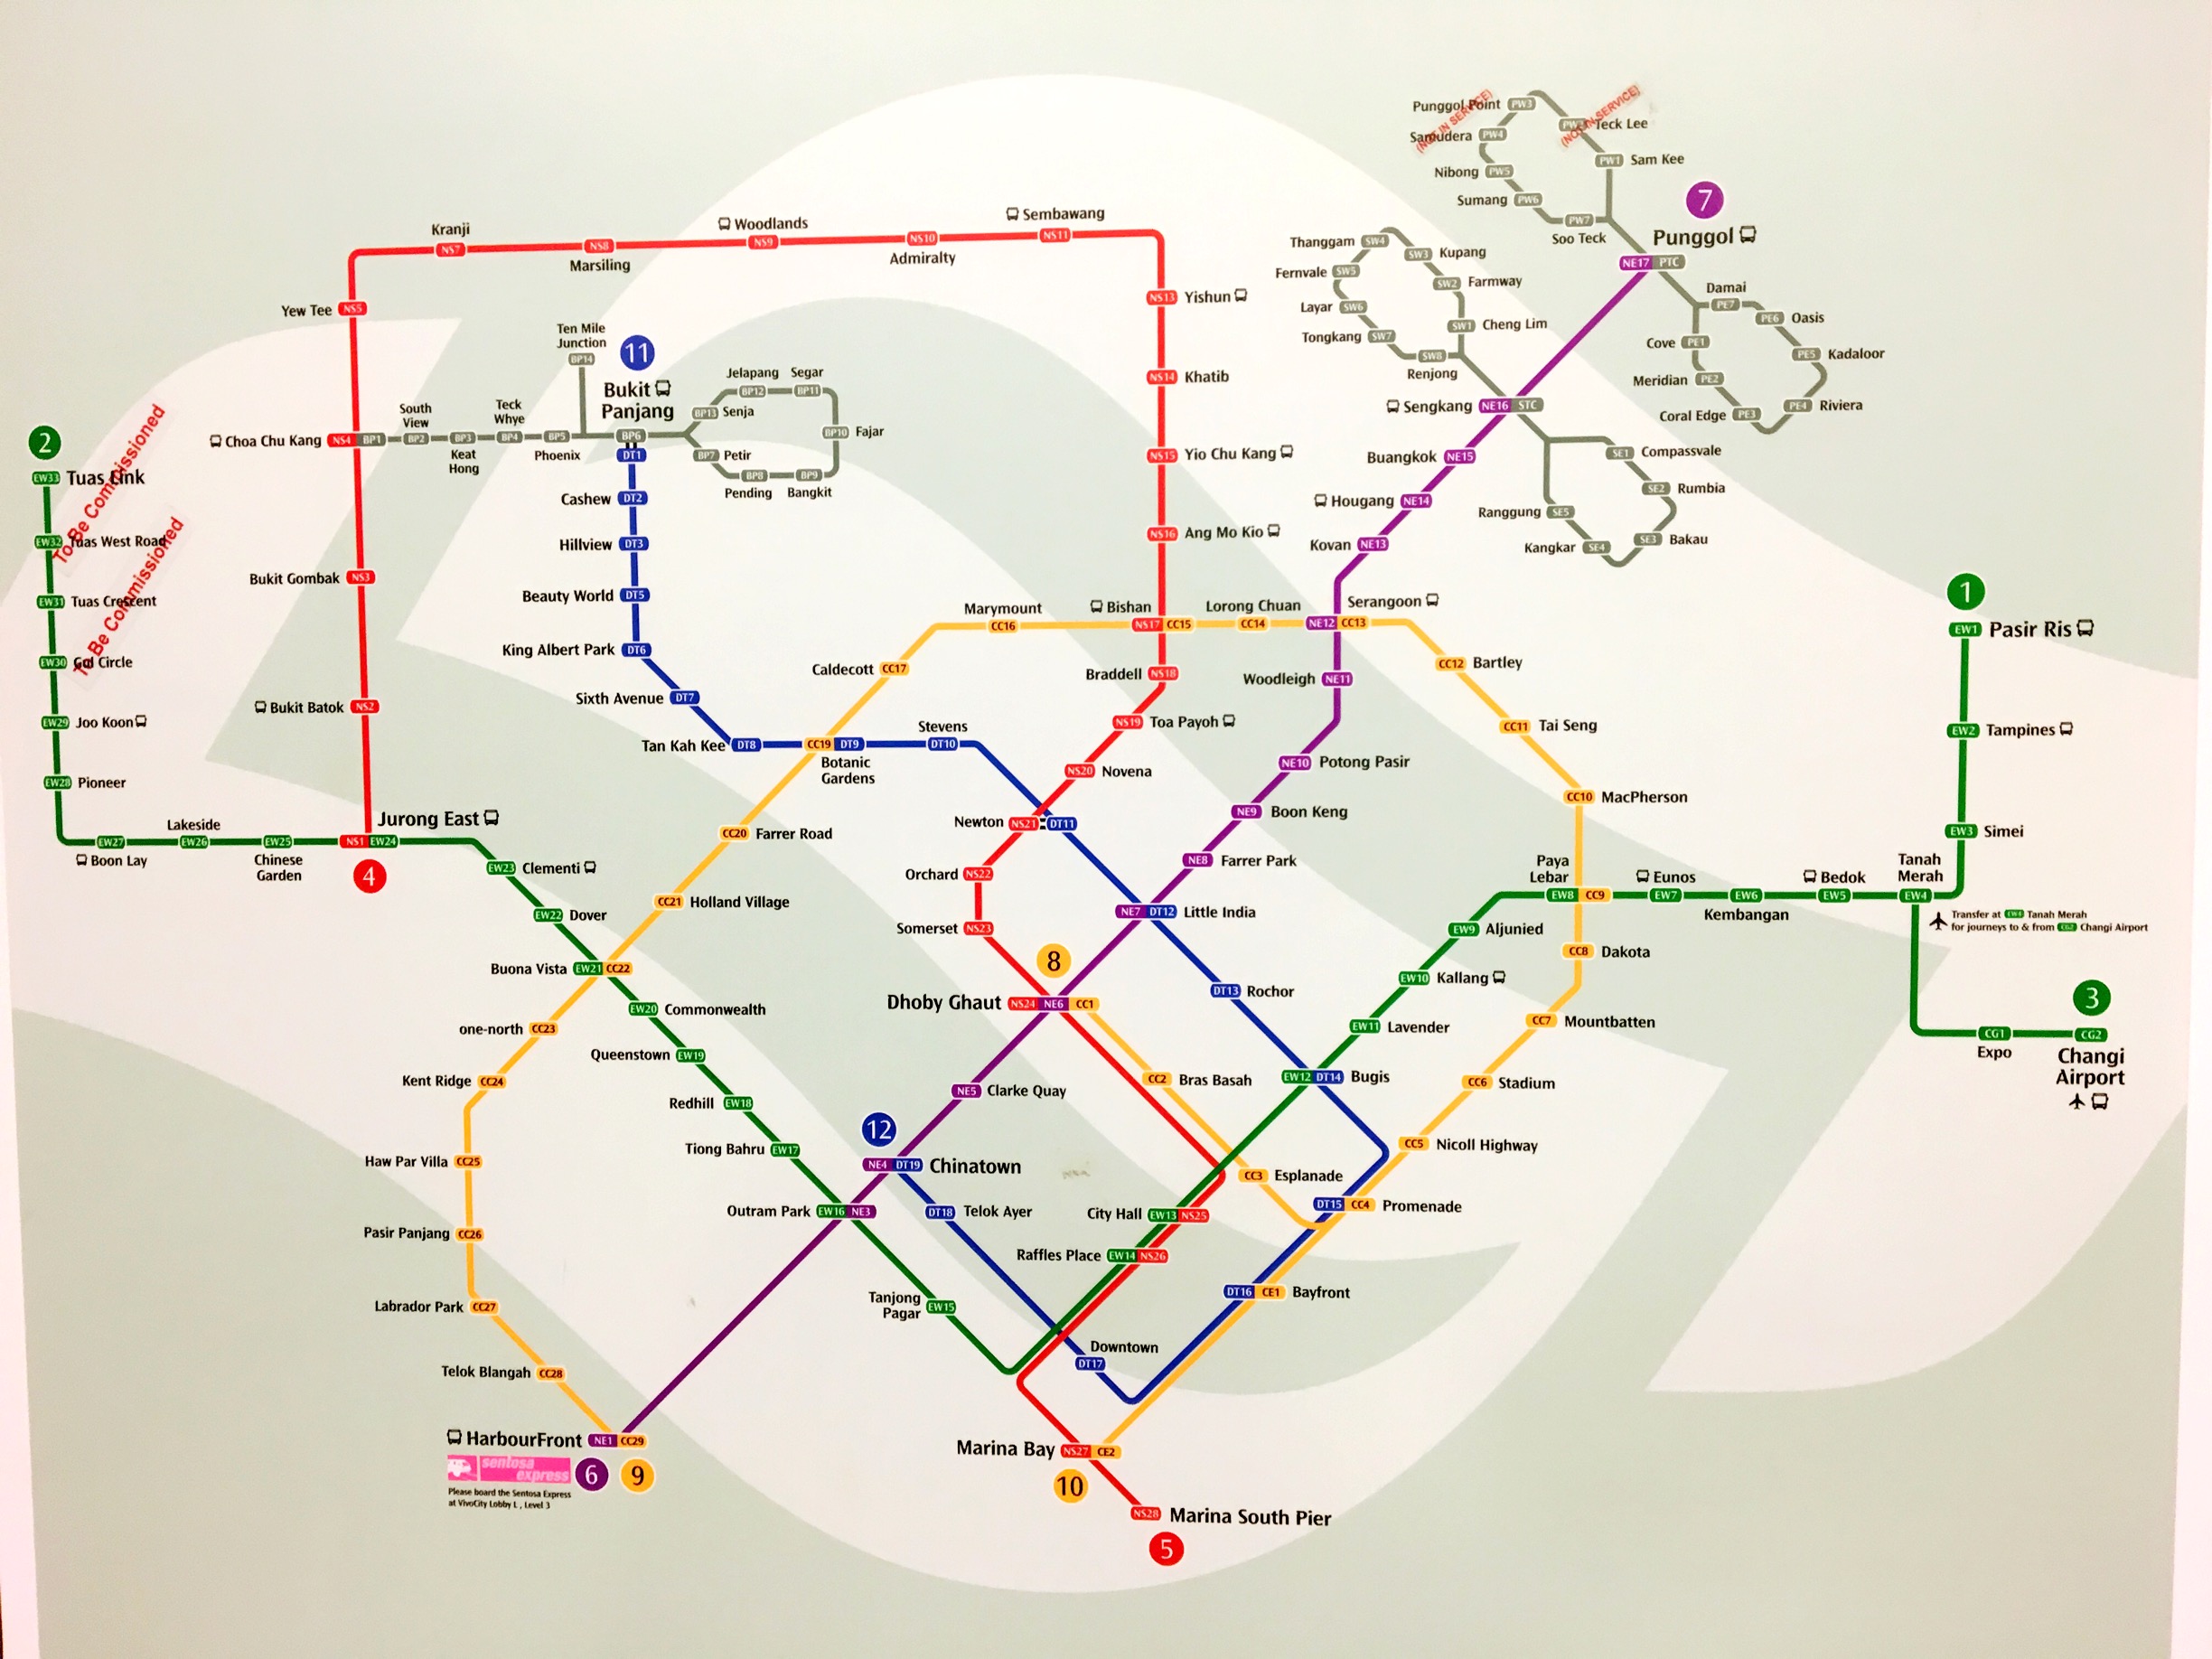 Punggol Point PW3
(NOT IN SERVICE)
PW2 Teck Lee
(NOT IN SERVICE)
Samudera PW4
PW1 Sam Kee
Nibong PW5
Sumang PW6
PW7
Soo Teck
7
Punggol
NE17 PTC
Damai
PE7
PE6 Oasis
Cove PE1
PE5 Kadaloor
Meridian PE2
PE4 Riviera
Coral Edge PE3
Thanggam SW4
SW3 Kupang
Fernvale SW5
SW2 Farmway
Layar SW6
SW1 Cheng Lim
Tongkang SW7
SW8
Renjong
Sengkang NE16 STC
SE1 Compassvale
SE2 Rumbia
Ranggung SE5
SE3 Bakau
Kangkar SE4
Buangkok NE15
Hougang NE14
Kovan NE13
Kranji
NS7
NS8
Marsiling
Woodlands
NS9
NS10
Admiralty
Sembawang
NS11
Yew Tee NS5
NS13 Yishun
NS14 Khatib
NS15 Yio Chu Kang
NS16 Ang Mo Kio
Ten Mile
Junction
BP14
11
Bukit
Panjang
BP6
DT1
Jelapang
BP12
Segar
BP11
BP13 Senja
BP10 Fajar
BP7 Petir
BP8
Pending
BP9
Bangkit
Choa Chu Kang NS4 BP1
South
View
BP2
BP3
Keat
Hong
Teck
Whye
BP4
BP5
Phoenix
2
EW33 Tuas Link
To Be Commissioned
EW32 Tuas West Road
EW31 Tuas Crescent
To Be Commissioned
EW30 Gul Circle
EW29 Joo Koon
EW28 Pioneer
EW27
Boon Lay
Lakeside
EW26
EW25
Chinese
Garden
Bukit Gombak NS3
Bukit Batok NS2
Jurong East
NS1 EW24
4
EW23 Clementi
EW22 Dover
Buona Vista EW21 CC22
EW20 Commonwealth
Queenstown EW19
Redhill EW18
Tiong Bahru EW17
Outram Park EW16 NE3
Tanjong
Pagar
EW15
Cashew DT2
Hillview DT3
Beauty World DT5
King Albert Park DT6
Sixth Avenue DT7
Tan Kah Kee DT8
CC19 DT9
Botanic
Gardens
Stevens
DT10
Marymount
CC16
Bishan
NS17 CC15
Lorong Chuan
CC14
Serangoon
NE12 CC13
Caldecott CC17
Braddell NS18
Woodleigh NE11
CC12 Bartley
NS19 Toa Payoh
CC11 Tai Seng
NS20 Novena
NE10 Potong Pasir
CC10 MacPherson
Newton NS21 DT11
NE9 Boon Keng
CC20 Farrer Road
Orchard NS22
NE8 Farrer Park
CC21 Holland Village
Somerset NS23
NE7 DT12 Little India
8
Dhoby Ghaut NS24 NE6 CC1
DT13 Rochor
one-north CC23
Kent Ridge CC24
Haw Par Villa CC25
Pasir Panjang CC26
Labrador Park CC27
Telok Blangah CC28
HarbourFront NE1 CC29
sentosa
express
6
9
Please board the Sentosa Express
at VivoCity Lobby L , Level 3
NE5 Clarke Quay
12
NE4 DT19 Chinatown
DT18 Telok Ayer
CC2 Bras Basah
CC3 Esplanade
City Hall EW13 NS25
Raffles Place EW14 NS26
DT15 CC4 Promenade
DT16 CE1 Bayfront
Downtown
DT17
Marina Bay NS27 CE2
10
NS28 Marina South Pier
5
EW12 DT14 Bugis
EW11 Lavender
EW10 Kallang
EW9 Aljunied
Paya
Lebar
EW8 CC9
Eunos
EW7
EW6
Kembangan
Bedok
EW5
Tanah
Merah
EW4
CC8 Dakota
CC7 Mountbatten
CC6 Stadium
CC5 Nicoll Highway
1
EW1 Pasir Ris
EW2 Tampines
EW3 Simei
Transfer at EW4 Tanah Merah
for journeys to & from CG2 Changi Airport
3
CG1
Expo
CG2
Changi
Airport